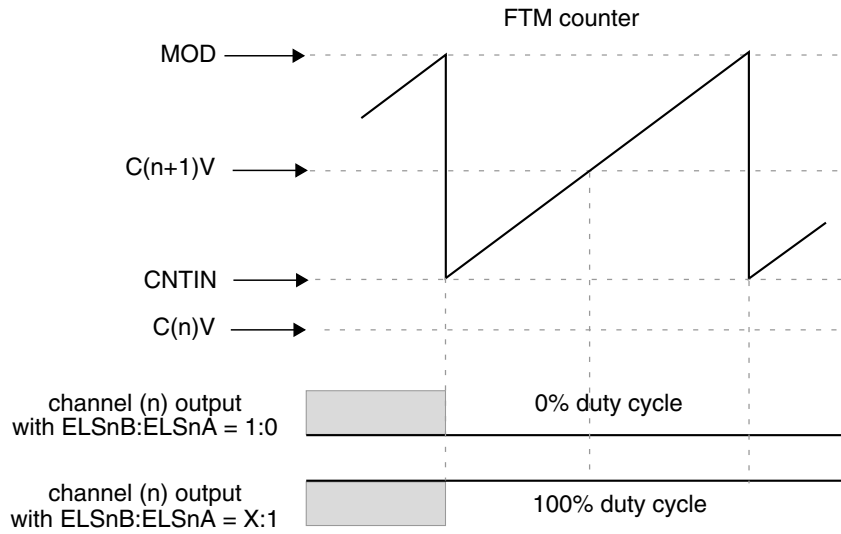 FTM counter
MOD
C(n+1)V
CNTIN
C(n)V
channel (n) output
with ELSnB:ELSnA = 1:0
0% duty cycle
channel (n) output
with ELSnB:ELSnA = X:1
100% duty cycle